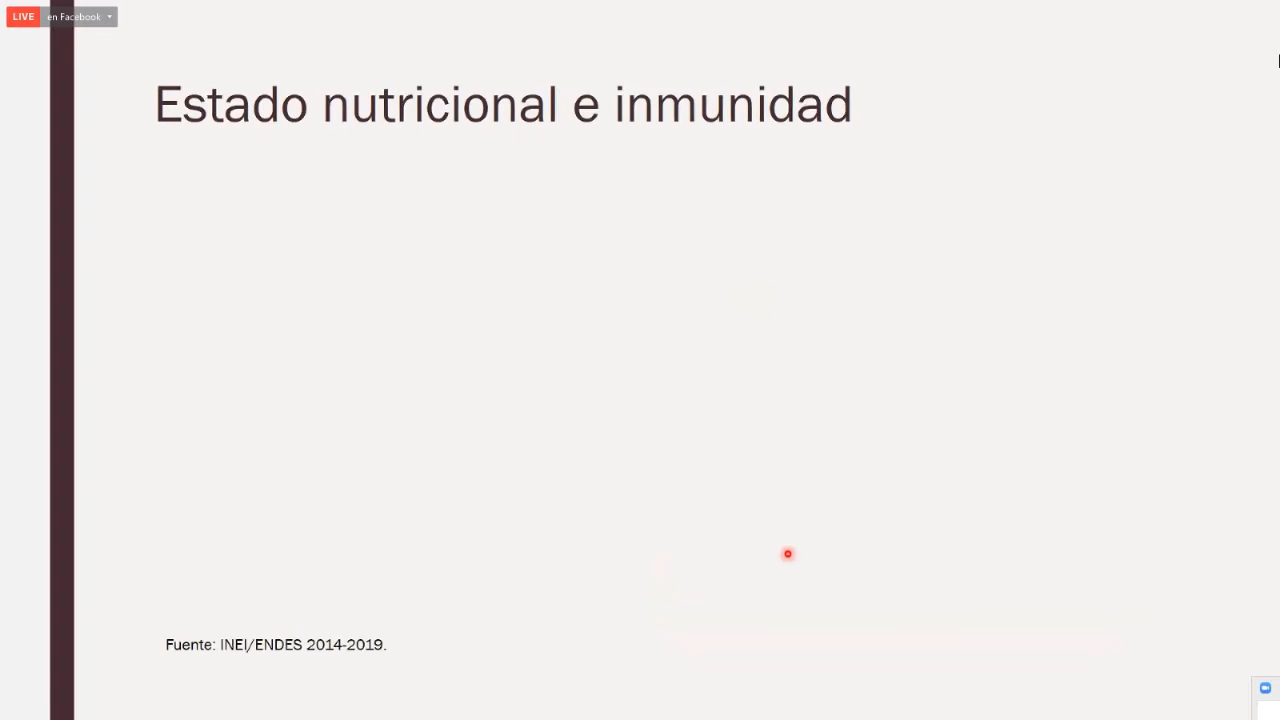 LIVE en Facebook
Estado nutricional e inmunidad
Fuente: INEI/ENDES 2014-2019.